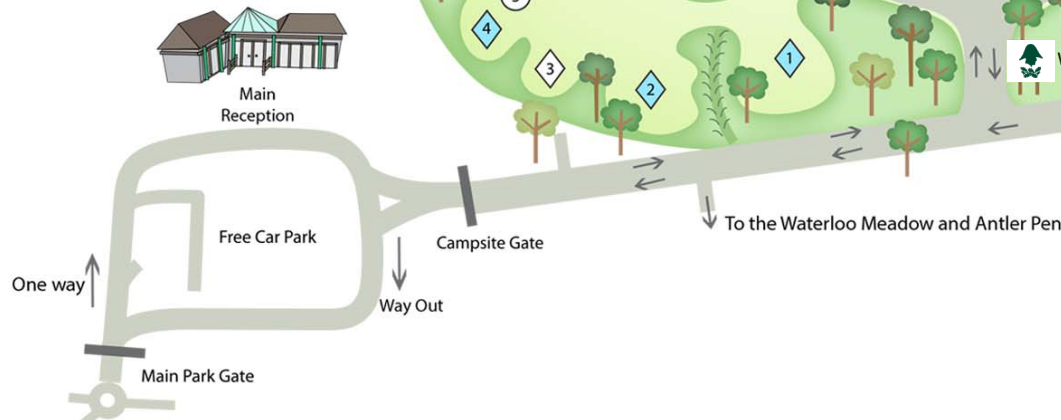 4
3
2
1
Main
Reception
Free Car Park
Campsite Gate
To the Waterloo Meadow and Antler Pen
One way
Way Out
Main Park Gate